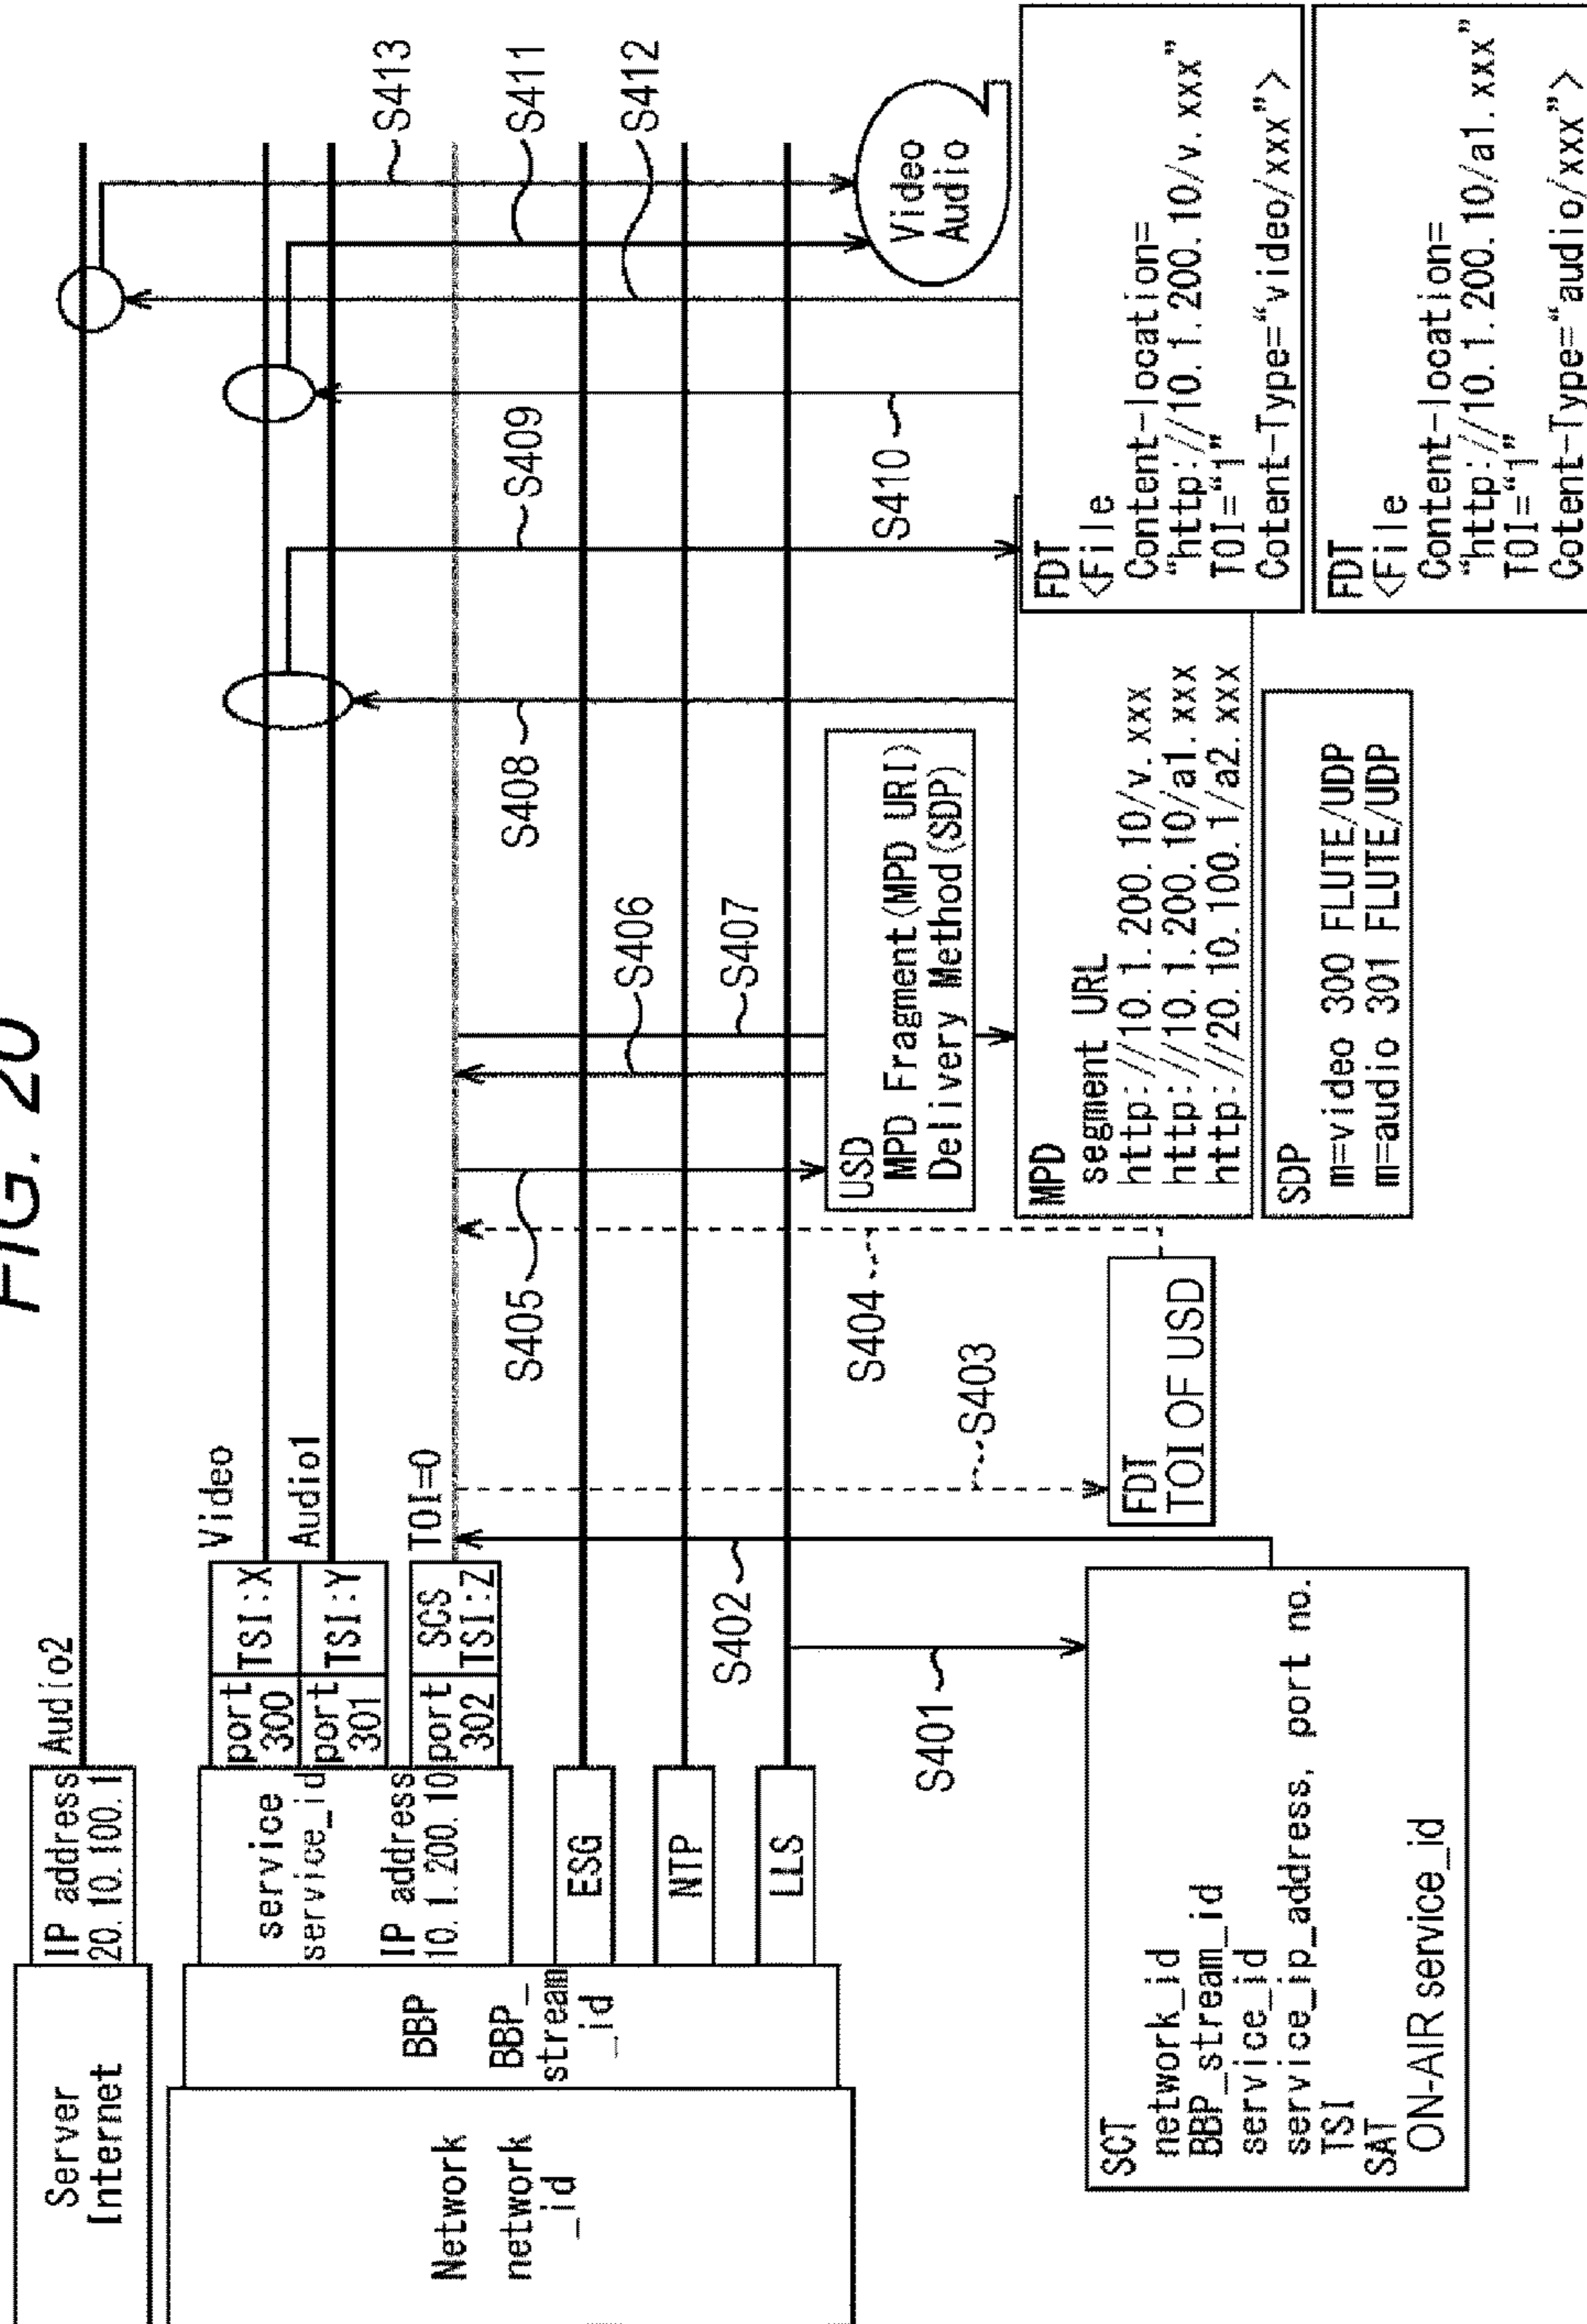 FIG. 20
Server
Internet
IP address
20.10.100.1
Audio2
Network
network
_id
BBP
BBP_
stream
_id
service
service_id
IP address
10.1.200.10
port
300
TSI:X
Video
port
301
TSI:Y
Audio1
port
302
SCS
TSI:Z
TOI=0
ESG
NTP
LLS
S401
S402
S403
S404
S405
S406
S407
S408
S409
S410
S411
S412
S413
SCT
network_id
BBP_stream_id
service_id
service_ip_address, port no.
TSI
SAT
ON-AIR service_id
FDT
TOI OF USD
USD
MPD Fragment(MPD URI)
Delivery Method(SDP)
MPD
segment URL
http://10.1.200.10/v.xxx
http://10.1.200.10/a1.xxx
http://20.10.100.1/a2.xxx
SDP
m=video 300 FLUTE/UDP
m=audio 301 FLUTE/UDP
Video
Audio
FDT
<File
Content-location=
“http://10.1.200.10/v.xxx”
TOI=“1”
Cotent-Type=“video/xxx”>
FDT
<File
Content-location=
“http://10.1.200.10/a1.xxx”
TOI=“1”
Cotent-Type=“audio/xxx”>